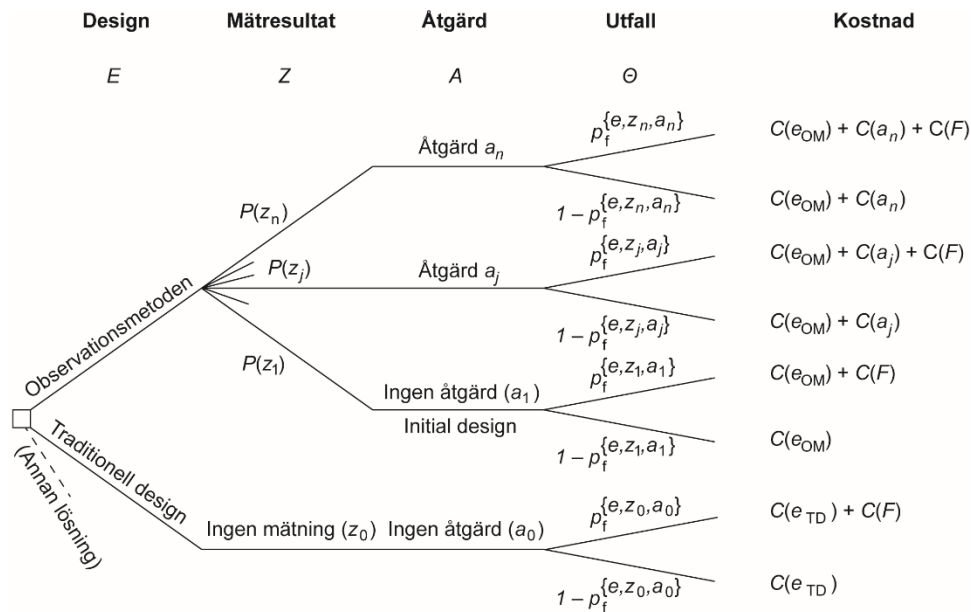 Design Mätresultat Åtgärd Utfall Kostnad
E Z A Θ
p_f^{e,z_n,a_n} C(e_OM) + C(a_n) + C(F)
Åtgärd a_n
P(z_n) 1 – p_f^{e,z_n,a_n} C(e_OM) + C(a_n)
p_f^{e,z_j,a_j} C(e_OM) + C(a_j) + C(F)
P(z_j) Åtgärd a_j
Observationsmetoden
1 – p_f^{e,z_j,a_j} C(e_OM) + C(a_j)
P(z_1) p_f^{e,z_1,a_1} C(e_OM) + C(F)
Ingen åtgärd (a_1)
Initial design
1 – p_f^{e,z_1,a_1} C(e_OM)
Traditionell design
(Annan lösning)
p_f^{e,z_0,a_0} C(e_TD) + C(F)
Ingen mätning (z_0) Ingen åtgärd (a_0)
1 – p_f^{e,z_0,a_0} C(e_TD)